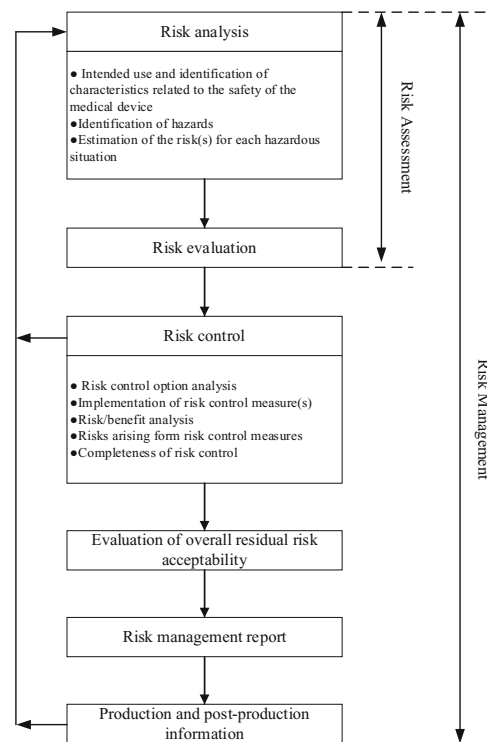 Risk analysis
● Intended use and identification of
characteristics related to the safety of the
medical device
●Identification of hazards
●Estimation of the risk(s) for each hazardous
situation
Risk evaluation
Risk control
● Risk control option analysis
●Implementation of risk control measure(s)
●Risk/benefit analysis
●Risks arising form risk control measures
●Completeness of risk control
Evaluation of overall residual risk
acceptability
Risk management report
Production and post-production
information
Risk Assessment
Risk Management